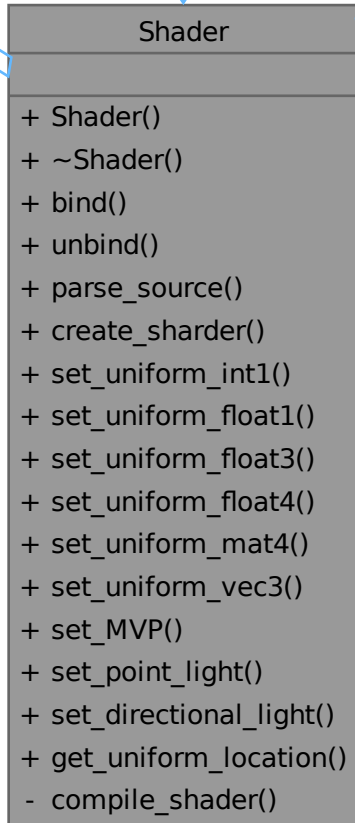 Shader
+ Shader()
+ ~Shader()
+ bind()
+ unbind()
+ parse_source()
+ create_sharder()
+ set_uniform_int1()
+ set_uniform_float1()
+ set_uniform_float3()
+ set_uniform_float4()
+ set_uniform_mat4()
+ set_uniform_vec3()
+ set_MVP()
+ set_point_light()
+ set_directional_light()
+ get_uniform_location()
- compile_shader()